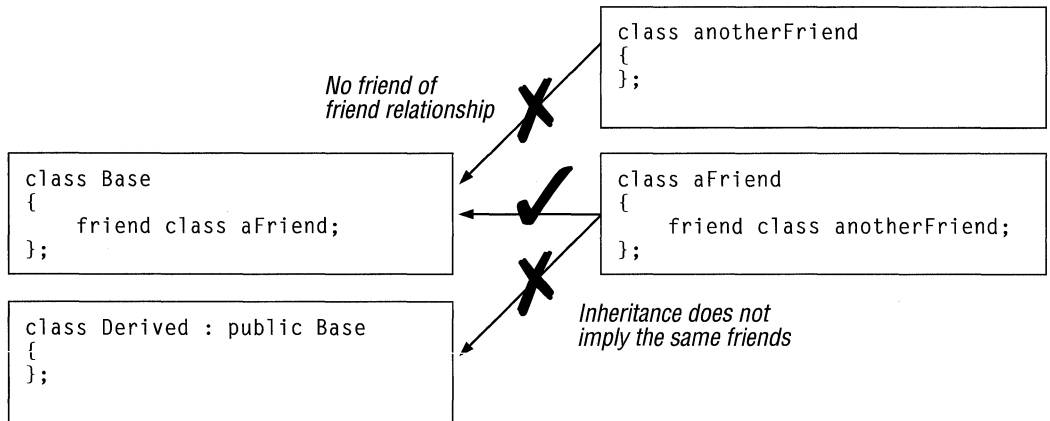 class anotherFriend
{
};
No friend of
friend relationship
class Base
{
    friend class aFriend;
};
class aFriend
{
    friend class anotherFriend;
};
class Derived : public Base
{
};
Inheritance does not
imply the same friends